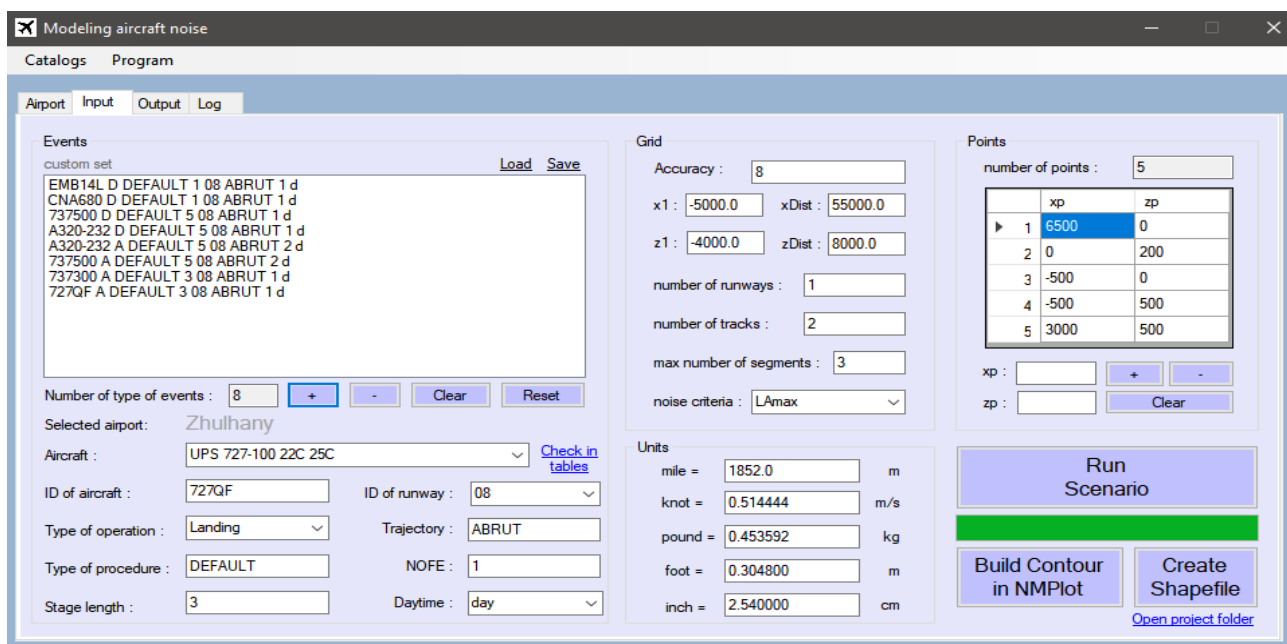 Modeling aircraft noise
Catalogs Program
Airport Input Output Log
Events
custom set Load Save
EMB14L D DEFAULT 1 08 ABRUT 1 d
CNA680 D DEFAULT 1 08 ABRUT 1 d
737500 D DEFAULT 5 08 ABRUT 1 d
A320-232 D DEFAULT 5 08 ABRUT 1 d
A320-232 A DEFAULT 5 08 ABRUT 2 d
737500 A DEFAULT 5 08 ABRUT 2 d
737300 A DEFAULT 3 08 ABRUT 1 d
727QF A DEFAULT 3 08 ABRUT 1 d
Number of type of events : 8 + - Clear Reset
Selected airport: Zhulhany
Aircraft : UPS 727-100 22C 25C Check in
tables
ID of aircraft : 727QF ID of runway : 08
Type of operation : Landing Trajectory : ABRUT
Type of procedure : DEFAULT NOFE : 1
Stage length : 3 Daytime : day
Grid
Accuracy : 8
x1 : -5000.0 xDist : 55000.0
z1 : -4000.0 zDist : 8000.0
number of runways : 1
number of tracks : 2
max number of segments : 3
noise criteria : LAmax
Units
mile = 1852.0 m
knot = 0.514444 m/s
pound = 0.453592 kg
foot = 0.304800 m
inch = 2.540000 cm
Points
number of points : 5
xp zp
1 6500 0
2 0 200
3 -500 0
4 -500 500
5 3000 500
xp : + -
zp : Clear
Run
Scenario
Build Contour
in NMPlot
Create
Shapefile
Open project folder